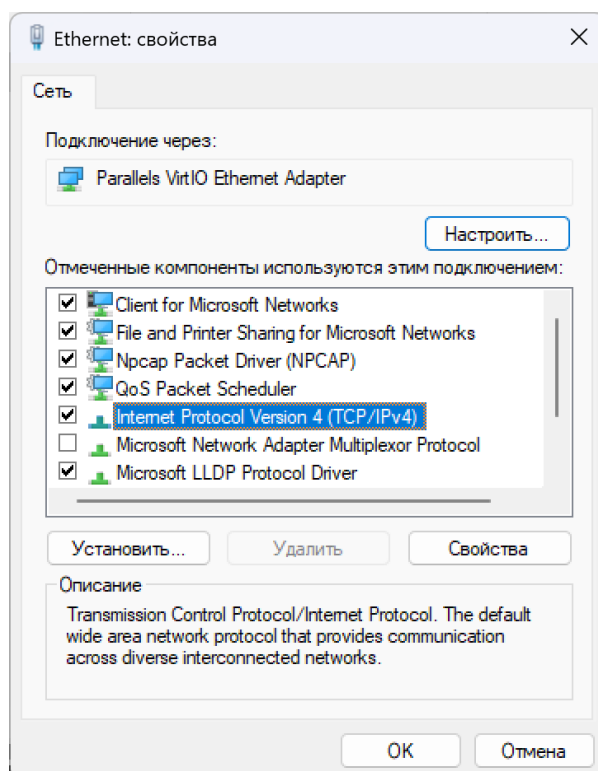 Ethernet: свойства
Сеть
Подключение через:
Parallels VirtIO Ethernet Adapter
Настроить...
Отмеченные компоненты используются этим подключением:
Client for Microsoft Networks
File and Printer Sharing for Microsoft Networks
Npcap Packet Driver (NPCAP)
QoS Packet Scheduler
Internet Protocol Version 4 (TCP/IPv4)
Microsoft Network Adapter Multiplexor Protocol
Microsoft LLDP Protocol Driver
Установить... Удалить Свойства
Описание
Transmission Control Protocol/Internet Protocol. The default
wide area network protocol that provides communication
across diverse interconnected networks.
OK Отмена